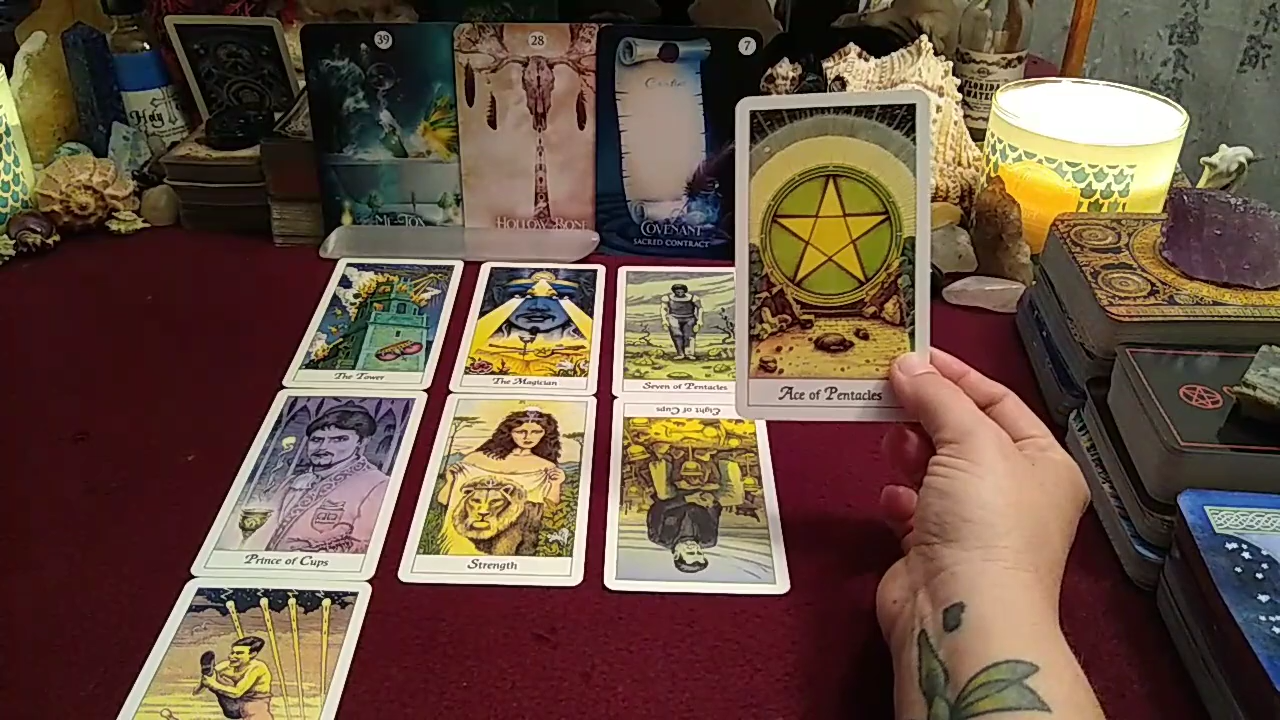 39
28
7
Holy
HOLLOW BONE
COVENANT
SACRED CONTRACT
The Tower
The Magician
Seven of Pentacles
Ace of Pentacles
Eight of Cups
Prince of Cups
Strength